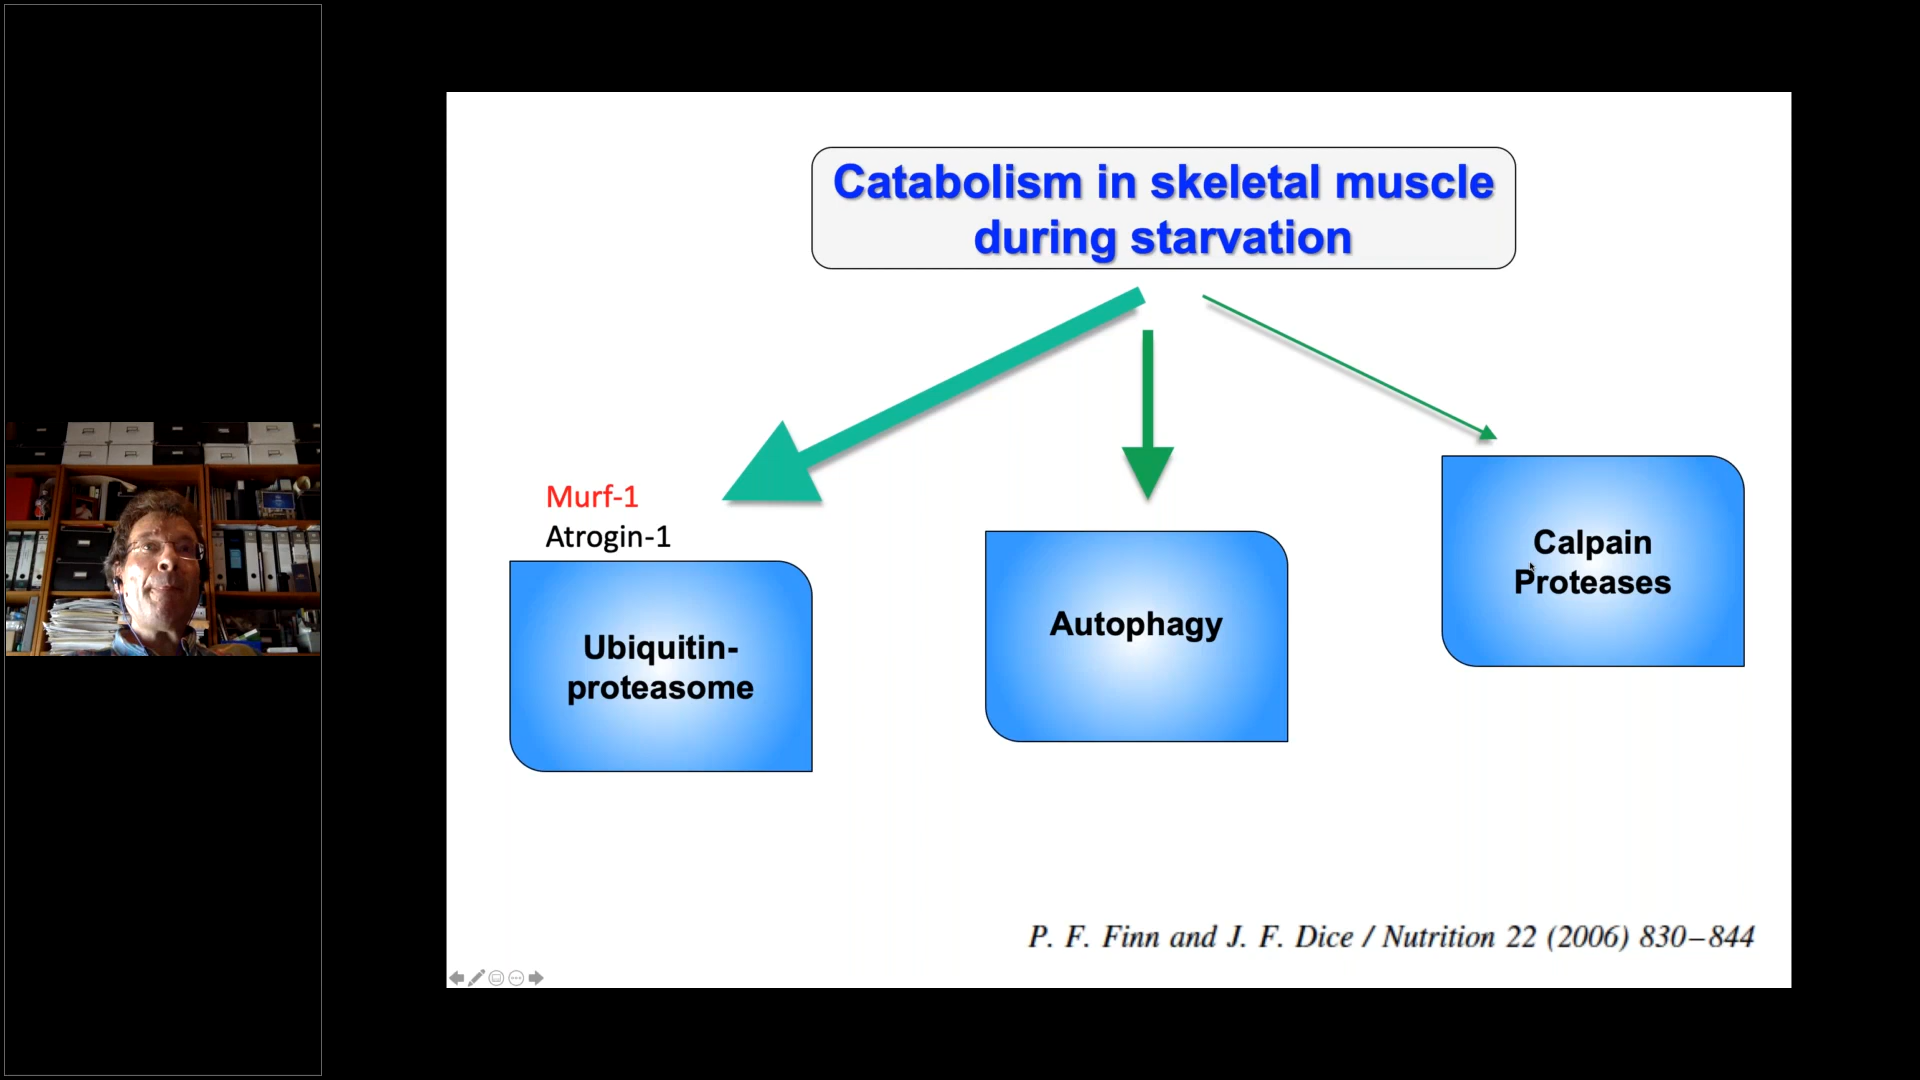 Catabolism in skeletal muscle
during starvation
Murf-1
Atrogin-1
Ubiquitin-
proteasome
Autophagy
Calpain
Proteases
P. F. Finn and J. F. Dice / Nutrition 22 (2006) 830–844